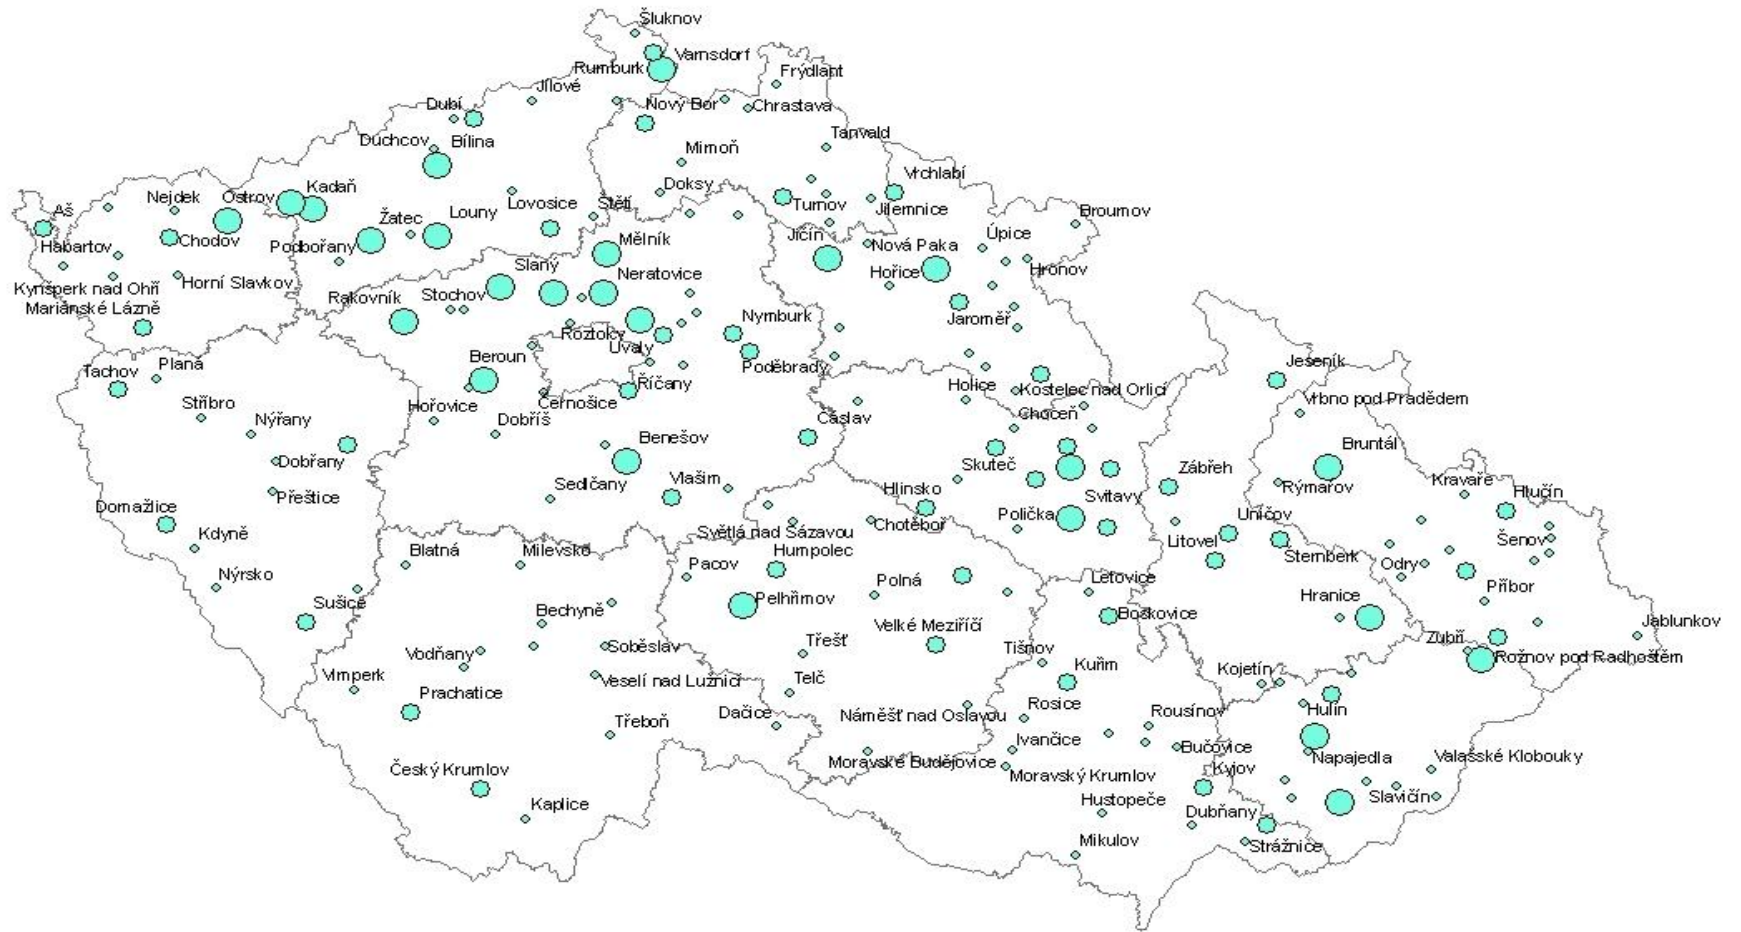 Šluknov
Varnsdorf
Rumburk
Frýdlant
Jílové
Nový Bor
Chrastava
Dubí
Duchcov
Bílina
Tanvald
Mimoň
Doksy
Vrchlabí
Nejdek
Ostrov
Kadaň
Aš
Žatec
Louny
Lovosice
Štětí
Turnov
Jilemnice
Broumov
Habartov
Chodov
Podbořany
Mělník
Jičín
Nová Paka
Úpice
Hronov
Slaný
Neratovice
Hořice
Horní Slavkov
Kynšperk nad Ohří
Rakovník
Stochov
Mariánské Lázně
Jaroměř
Nymburk
Roztoky
Úvaly
Beroun
Poděbrady
Planá
Tachov
Jeseník
Říčany
Holice
Kostelec nad Orlicí
Vrbno pod Pradědem
Stříbro
Hořovice
Černošice
Nýřany
Dobříš
Čáslav
Choceň
Benešov
Bruntál
Dobřany
Skuteč
Zábřeh
Přeštice
Sedlčany
Vlašim
Hlinsko
Svitavy
Rýmařov
Kravaře
Hlučín
Domažlice
Polička
Uničov
Kdyně
Světlá nad Sázavou
Chotěboř
Litovel
Šenov
Blatná
Milevsko
Humpolec
Šternberk
Odry
Nýrsko
Pacov
Polná
Letovice
Příbor
Sušice
Bechyně
Pelhřimov
Boskovice
Hranice
Velké Meziříčí
Jablunkov
Vodňany
Soběslav
Třešť
Tišnov
Zubří
Rožnov pod Radhoštěm
Vimperk
Veselí nad Lužnicí
Telč
Kuřim
Kojetín
Prachatice
Dačice
Náměšť nad Oslavou
Rosice
Rousínov
Hulín
Třeboň
Ivančice
Bučovice
Moravské Budějovice
Napajedla
Valašské Klobouky
Český Krumlov
Moravský Krumlov
Kyjov
Kaplice
Hustopeče
Slavičín
Dubňany
Mikulov
Strážnice